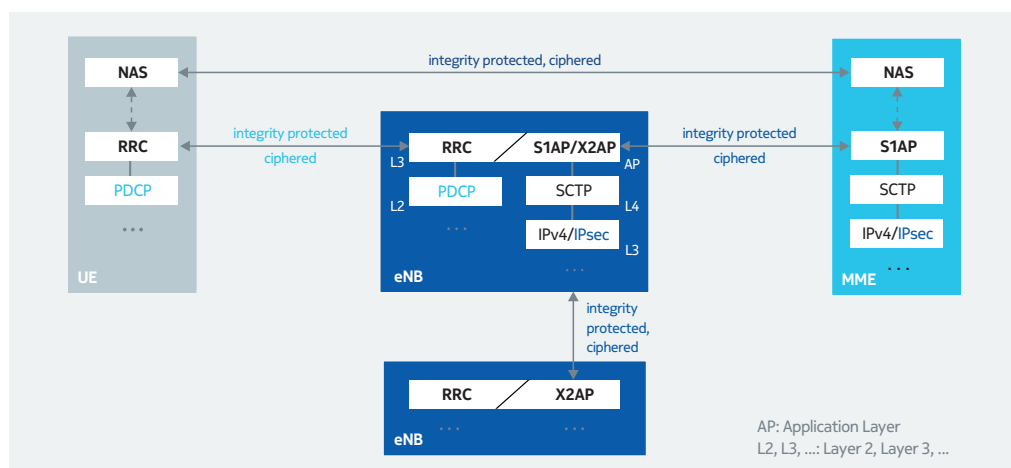 integrity protected, ciphered
NAS
NAS
RRC
integrity protected
ciphered
RRC / S1AP/X2AP
L3
AP
integrity protected
ciphered
S1AP
PDCP
L2
PDCP
SCTP
L4
SCTP
...
...
IPv4/IPsec
L3
IPv4/IPsec
...
...
UE
eNB
MME
integrity
protected,
ciphered
RRC / X2AP
...
...
eNB
AP: Application Layer
L2, L3, ...: Layer 2, Layer 3, ...